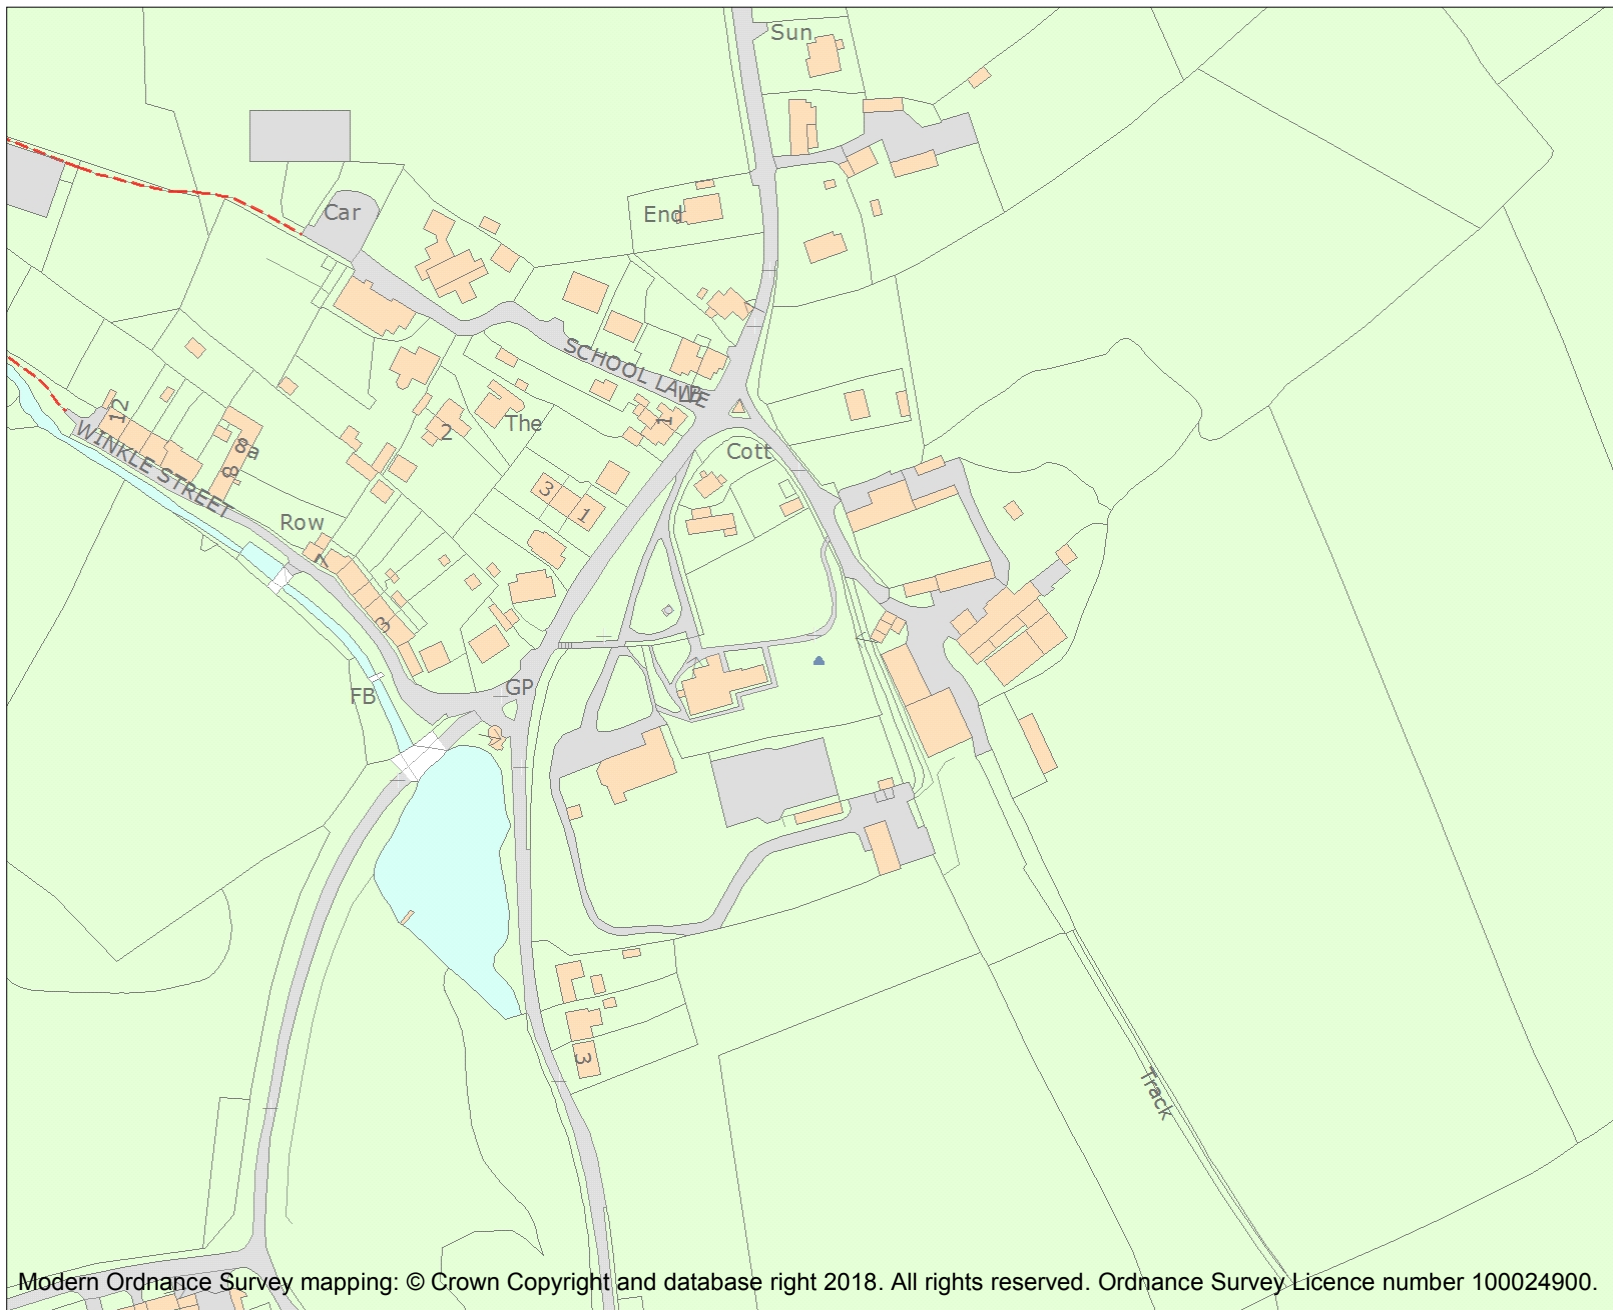 Sun
Car
End
SCHOOL LANE
LB
1
12
WINKLE STREET
8a
8
2
The
Cott
3
1
Row
7
3
FB
GP
3
Track
Modern Ordnance Survey mapping: © Crown Copyright and database right 2018. All rights reserved. Ordnance Survey Licence number 100024900.